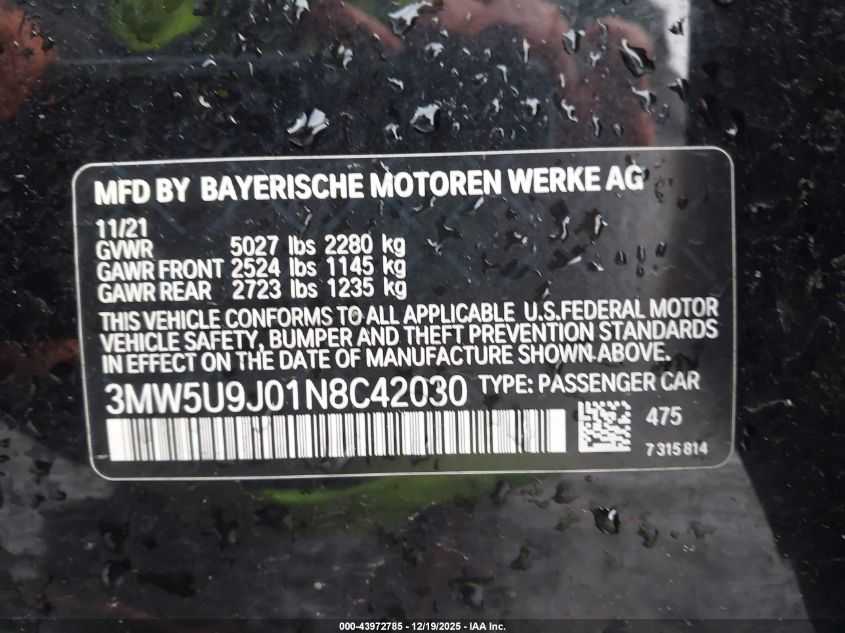 MFD BY BAYERISCHE MOTOREN WERKE AG
11/21
GVWR 5027 lbs 2280 kg
GAWR FRONT 2524 lbs 1145 kg
GAWR REAR 2723 lbs 1235 kg
THIS VEHICLE CONFORMS TO ALL APPLICABLE U.S.FEDERAL MOTOR
VEHICLE SAFETY, BUMPER AND THEFT PREVENTION STANDARDS
IN EFFECT ON THE DATE OF MANUFACTURE SHOWN ABOVE.
3MW5U9J01N8C42030 TYPE: PASSENGER CAR
475
7315814
000-43972785 - 12/19/2025 - IAA Inc.